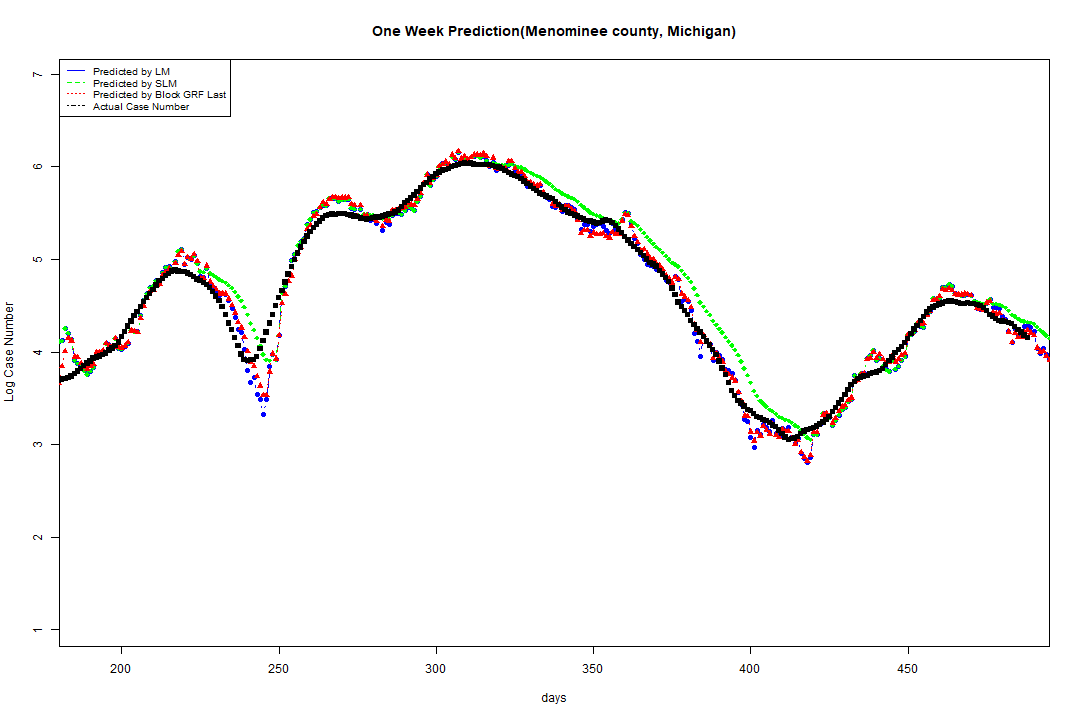 One Week Prediction(Menominee county, Michigan)
Predicted by LM
Predicted by SLM
Predicted by Block GRF Last
Actual Case Number
7
6
5
4
3
2
1
Log Case Number
200 250 300 350 400 450
days